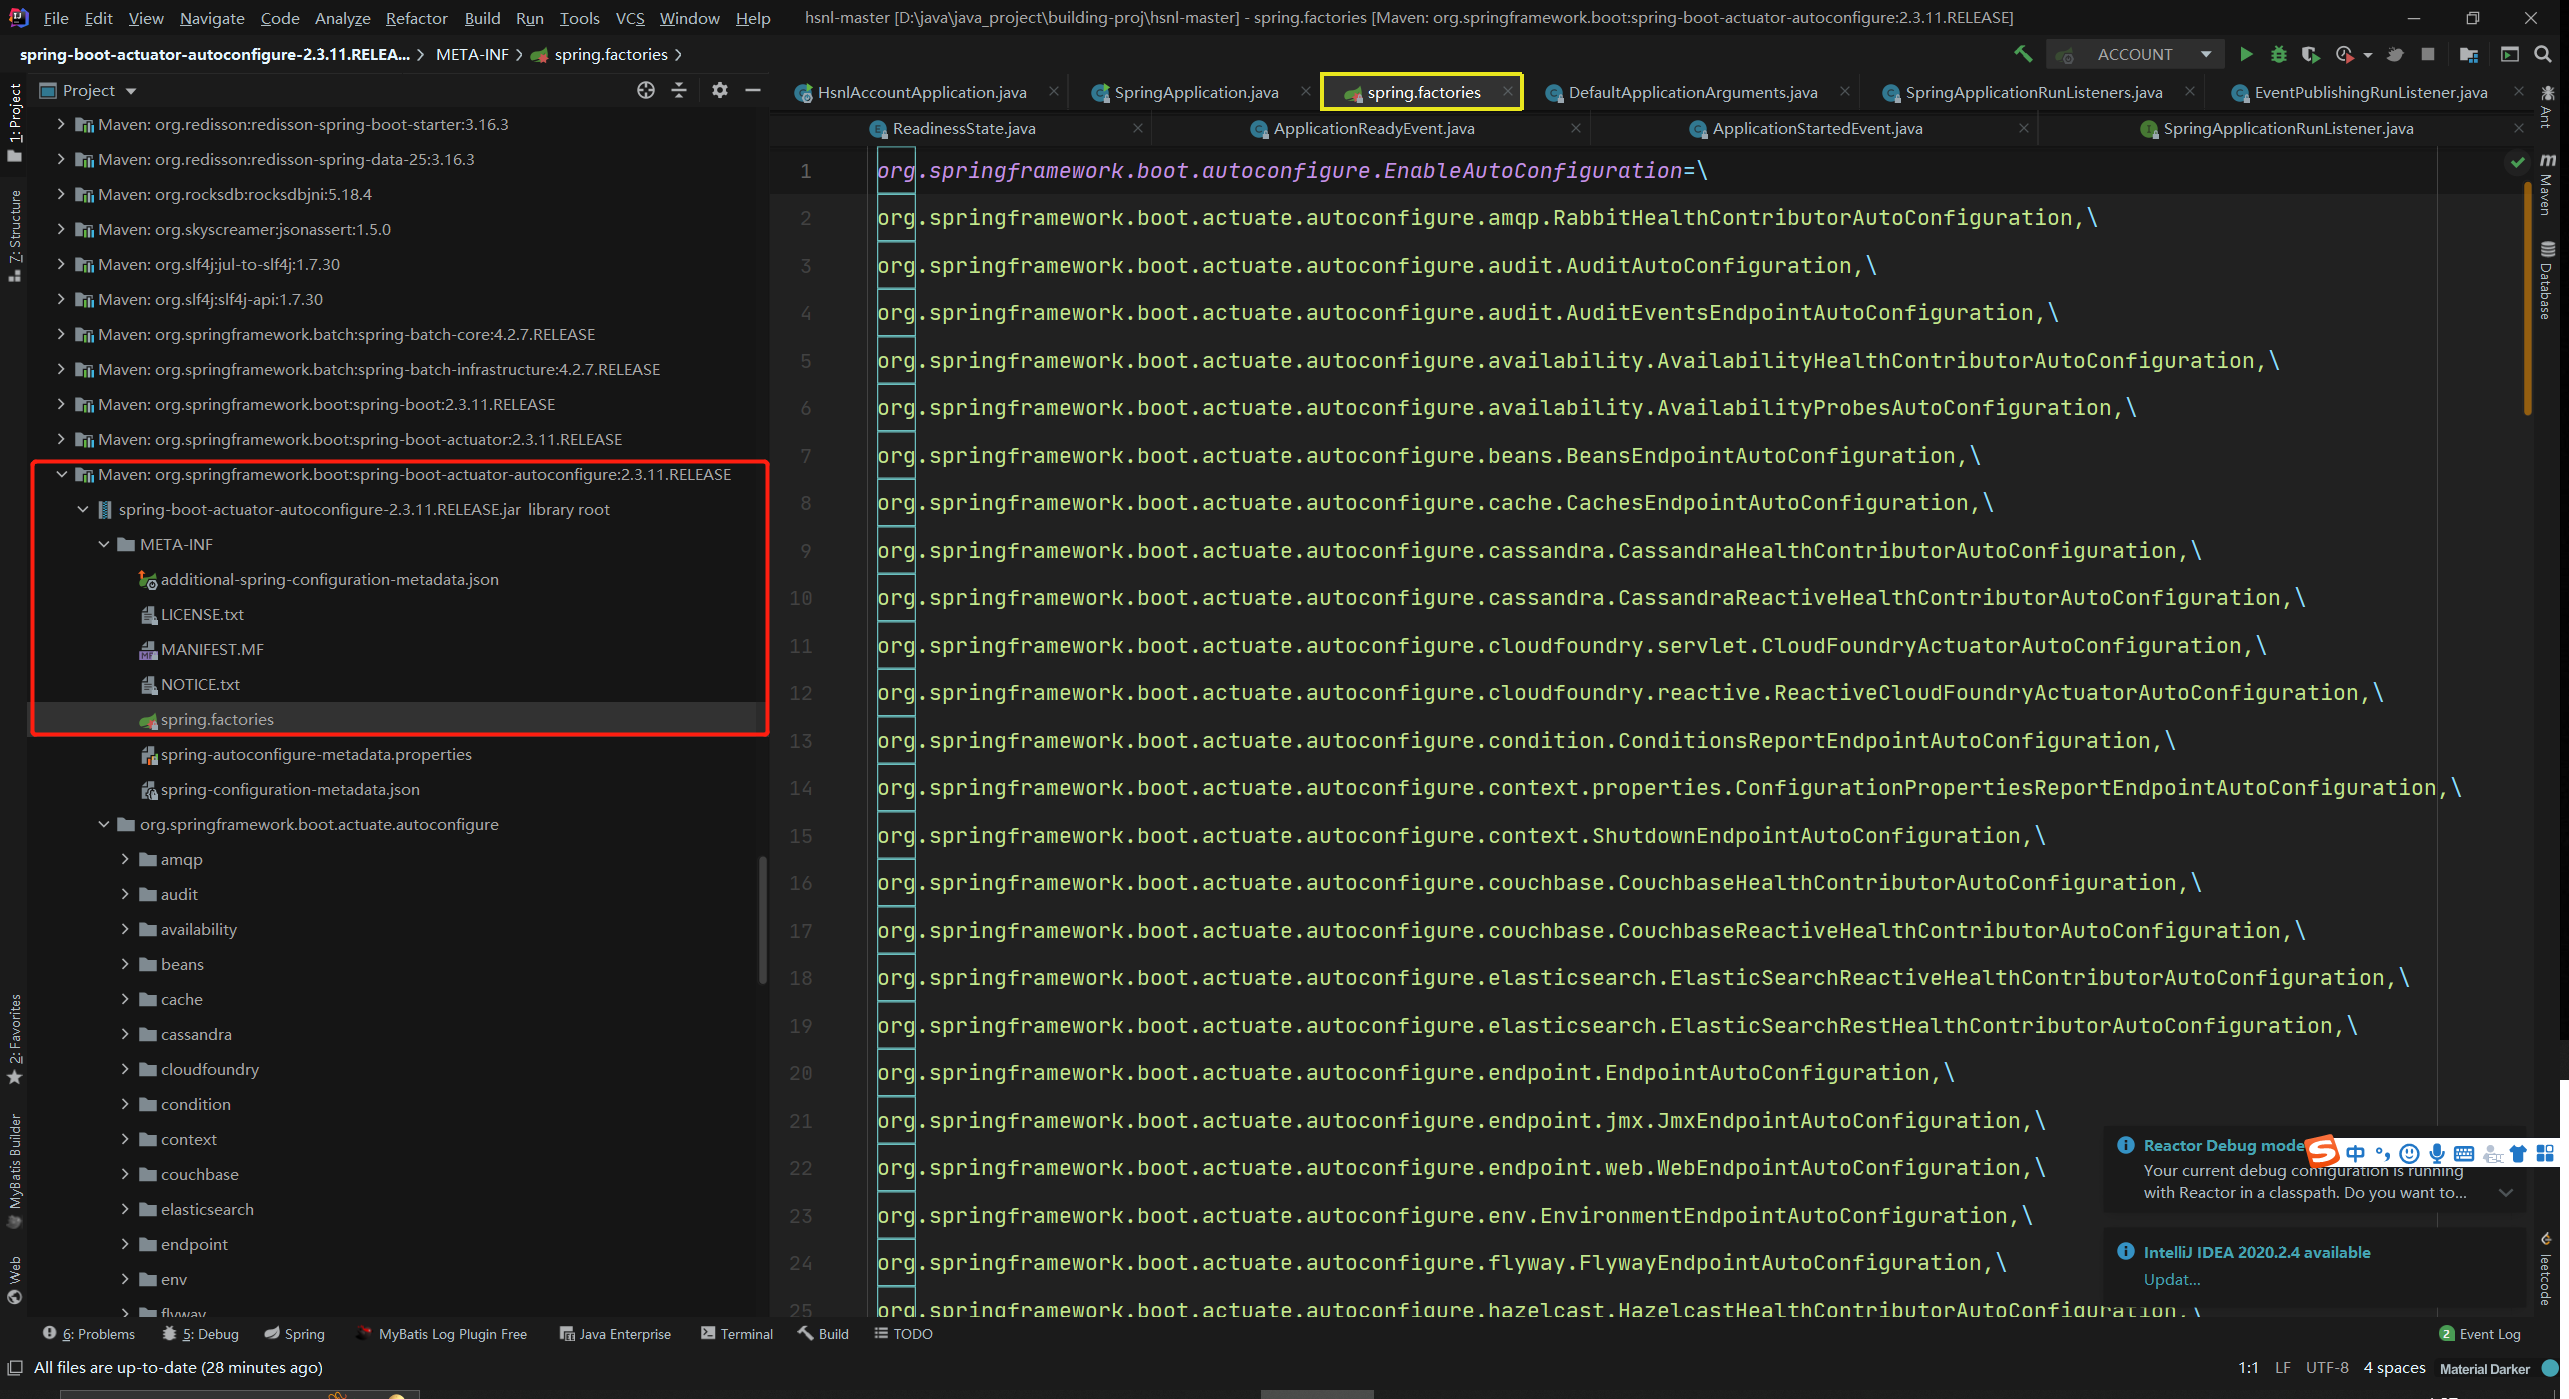 File Edit View Navigate Code Analyze Refactor Build Run Tools VCS Window Help hsnl-master [D:\java\java_project\building-proj\hsnl-master] - spring.factories [Maven: org.springframework.boot:spring-boot-actuator-autoconfigure:2.3.11.RELEASE]
spring-boot-actuator-autoconfigure-2.3.11.RELEA... META-INF spring.factories
ACCOUNT
Project
HsnlAccountApplication.java SpringApplication.java spring.factories DefaultApplicationArguments.java SpringApplicationRunListeners.java EventPublishingRunListener.java
ReadinessState.java ApplicationReadyEvent.java ApplicationStartedEvent.java SpringApplicationRunListener.java
1: Project
7: Structure
2: Favorites
MyBatis Builder
Web
Maven: org.redisson:redisson-spring-boot-starter:3.16.3
Maven: org.redisson:redisson-spring-data-25:3.16.3
Maven: org.rocksdb:rocksdbjni:5.18.4
Maven: org.skyscreamer:jsonassert:1.5.0
Maven: org.slf4j:jul-to-slf4j:1.7.30
Maven: org.slf4j:slf4j-api:1.7.30
Maven: org.springframework.batch:spring-batch-core:4.2.7.RELEASE
Maven: org.springframework.batch:spring-batch-infrastructure:4.2.7.RELEASE
Maven: org.springframework.boot:spring-boot:2.3.11.RELEASE
Maven: org.springframework.boot:spring-boot-actuator:2.3.11.RELEASE
Maven: org.springframework.boot:spring-boot-actuator-autoconfigure:2.3.11.RELEASE
spring-boot-actuator-autoconfigure-2.3.11.RELEASE.jar library root
META-INF
additional-spring-configuration-metadata.json
LICENSE.txt
MANIFEST.MF
NOTICE.txt
spring.factories
spring-autoconfigure-metadata.properties
spring-configuration-metadata.json
org.springframework.boot.actuate.autoconfigure
amqp
audit
availability
beans
cache
cassandra
cloudfoundry
condition
context
couchbase
elasticsearch
endpoint
env
flyway
1 org.springframework.boot.autoconfigure.EnableAutoConfiguration=\
2 org.springframework.boot.actuate.autoconfigure.amqp.RabbitHealthContributorAutoConfiguration,\
3 org.springframework.boot.actuate.autoconfigure.audit.AuditAutoConfiguration,\
4 org.springframework.boot.actuate.autoconfigure.audit.AuditEventsEndpointAutoConfiguration,\
5 org.springframework.boot.actuate.autoconfigure.availability.AvailabilityHealthContributorAutoConfiguration,\
6 org.springframework.boot.actuate.autoconfigure.availability.AvailabilityProbesAutoConfiguration,\
7 org.springframework.boot.actuate.autoconfigure.beans.BeansEndpointAutoConfiguration,\
8 org.springframework.boot.actuate.autoconfigure.cache.CachesEndpointAutoConfiguration,\
9 org.springframework.boot.actuate.autoconfigure.cassandra.CassandraHealthContributorAutoConfiguration,\
10 org.springframework.boot.actuate.autoconfigure.cassandra.CassandraReactiveHealthContributorAutoConfiguration,\
11 org.springframework.boot.actuate.autoconfigure.cloudfoundry.servlet.CloudFoundryActuatorAutoConfiguration,\
12 org.springframework.boot.actuate.autoconfigure.cloudfoundry.reactive.ReactiveCloudFoundryActuatorAutoConfiguration,\
13 org.springframework.boot.actuate.autoconfigure.condition.ConditionsReportEndpointAutoConfiguration,\
14 org.springframework.boot.actuate.autoconfigure.context.properties.ConfigurationPropertiesReportEndpointAutoConfiguration,\
15 org.springframework.boot.actuate.autoconfigure.context.ShutdownEndpointAutoConfiguration,\
16 org.springframework.boot.actuate.autoconfigure.couchbase.CouchbaseHealthContributorAutoConfiguration,\
17 org.springframework.boot.actuate.autoconfigure.couchbase.CouchbaseReactiveHealthContributorAutoConfiguration,\
18 org.springframework.boot.actuate.autoconfigure.elasticsearch.ElasticSearchReactiveHealthContributorAutoConfiguration,\
19 org.springframework.boot.actuate.autoconfigure.elasticsearch.ElasticSearchRestHealthContributorAutoConfiguration,\
20 org.springframework.boot.actuate.autoconfigure.endpoint.EndpointAutoConfiguration,\
21 org.springframework.boot.actuate.autoconfigure.endpoint.jmx.JmxEndpointAutoConfiguration,\
22 org.springframework.boot.actuate.autoconfigure.endpoint.web.WebEndpointAutoConfiguration,\
23 org.springframework.boot.actuate.autoconfigure.env.EnvironmentEndpointAutoConfiguration,\
24 org.springframework.boot.actuate.autoconfigure.flyway.FlywayEndpointAutoConfiguration,\
25 org.springframework.boot.actuate.autoconfigure.hazelcast.HazelcastHealthContributorAutoConfiguration,\
Ant
Maven
Database
leetcode
Reactor Debug mode
中
Your current debug configuration is running
with Reactor in a classpath. Do you want to...
IntelliJ IDEA 2020.2.4 available
Updat...
6: Problems 5: Debug Spring MyBatis Log Plugin Free Java Enterprise Terminal Build TODO 2 Event Log
All files are up-to-date (28 minutes ago) 1:1 LF UTF-8 4 spaces Material Darker